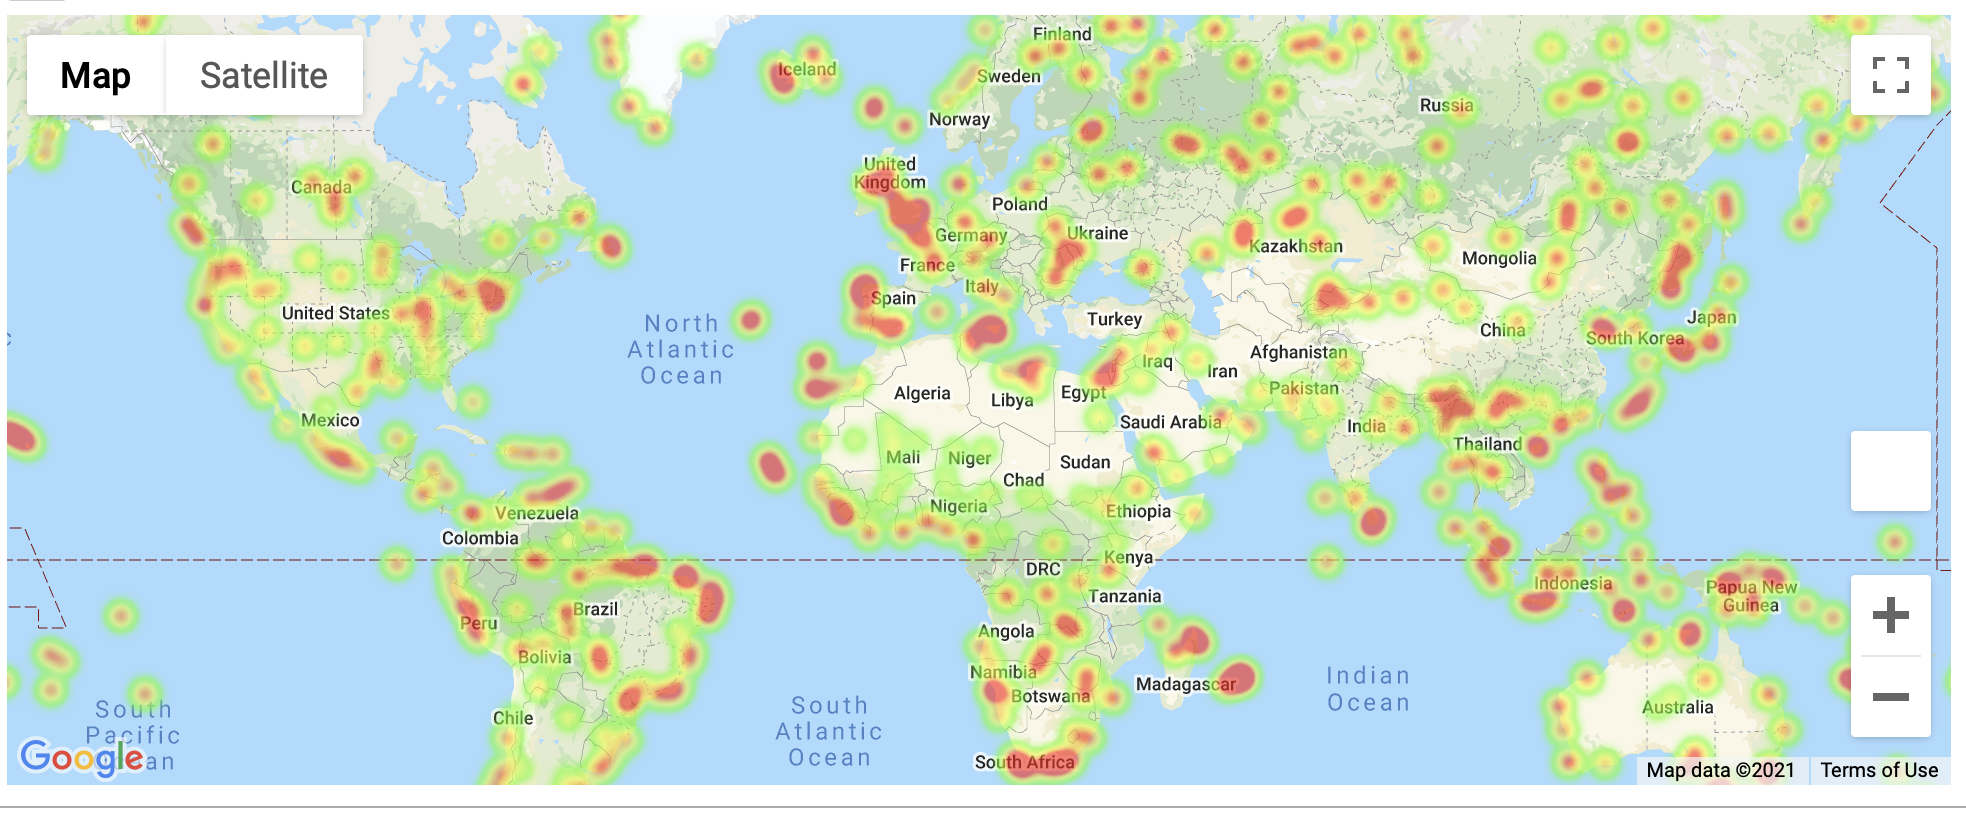 Map
Satellite
Finland
Iceland
Sweden
Russia
Norway
United
Kingdom
Canada
Poland
Ukraine
Germany
Kazakhstan
Mongolia
France
Italy
Spain
United States
North
Atlantic
Ocean
Turkey
China
Japan
South Korea
Afghanistan
Iraq
Iran
Algeria
Libya
Egypt
Pakistan
Mexico
Saudi Arabia
India
Thailand
Mali
Niger
Sudan
Chad
Nigeria
Ethiopia
Venezuela
Colombia
Kenya
DRC
Indonesia
Papua New
Guinea
Tanzania
Brazil
Peru
Angola
Bolivia
Namibia
Botswana
Madagascar
Indian
Ocean
South
Pacific
South
Atlantic
Ocean
Chile
Australia
South Africa
Google
Map data ©2021
Terms of Use